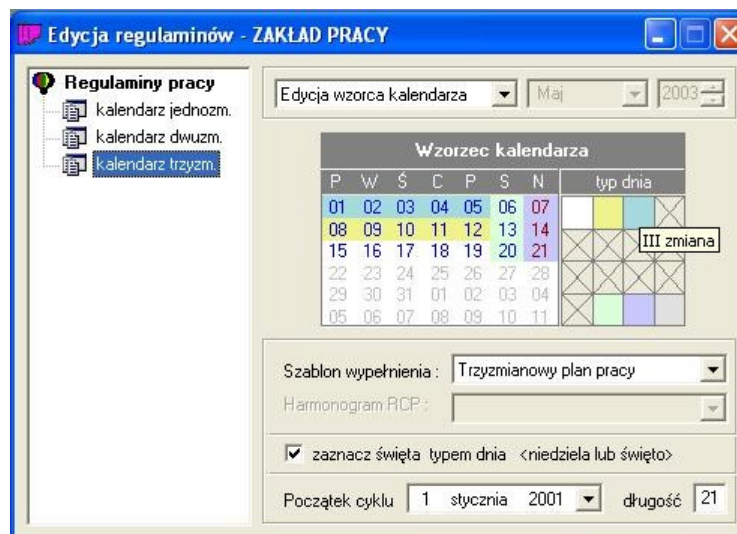 Edycja regulaminów - ZAKŁAD PRACY
Regulaminy pracy
kalendarz jednozm.
kalendarz dwuzm.
kalendarz trzyzm.
Edycja wzorca kalendarza Maj 2003
Wzorzec kalendarza
P W Ś C P S N typ dnia
01 02 03 04 05 06 07
08 09 10 11 12 13 14
III zmiana
15 16 17 18 19 20 21
22 23 24 25 26 27 28
29 30 31 01 02 03 04
05 06 07 08 09 10 11
Szablon wypełnienia : Trzyzmianowy plan pracy
Harmonogram RCP :
zaznacz święta typem dnia <niedziela lub święto>
Początek cyklu 1 stycznia 2001 długość 21